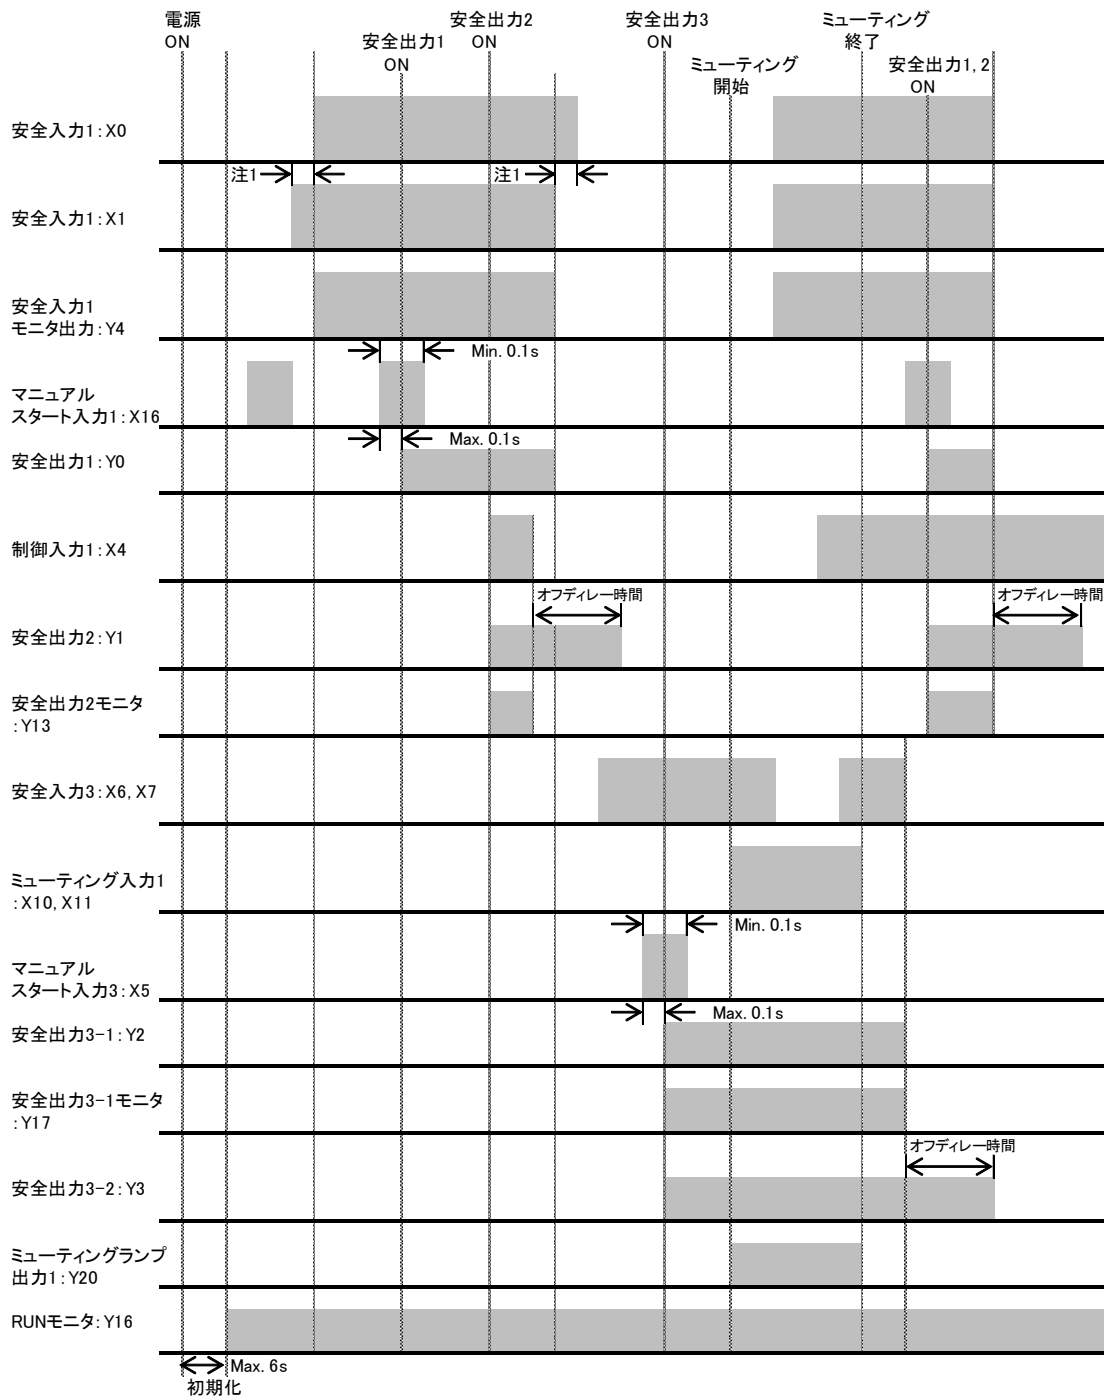 電源
ON
安全出力1
ON
安全出力2
ON
安全出力3
ON
ミューティング
開始
ミューティング
終了
安全出力1, 2
ON
安全入力1：X0
注1
注1
安全入力1：X1
安全入力1
モニタ出力：Y4
Min. 0.1s
マニュアル
スタート入力1：X16
Max. 0.1s
安全出力1：Y0
制御入力1：X4
オフディレー時間
オフディレー時間
安全出力2：Y1
安全出力2モニタ
：Y13
安全入力3：X6, X7
ミューティング入力1
：X10, X11
Min. 0.1s
マニュアル
スタート入力3：X5
Max. 0.1s
安全出力3-1：Y2
安全出力3-1モニタ
：Y17
オフディレー時間
安全出力3-2：Y3
ミューティングランプ
出力1：Y20
RUNモニタ：Y16
Max. 6s
初期化